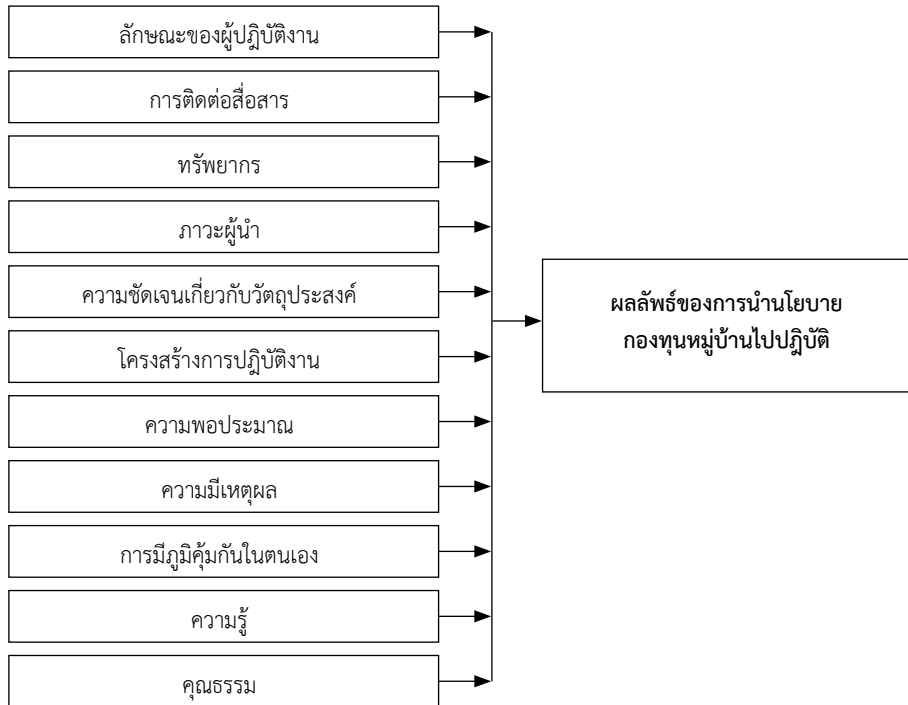 ลักษณะของผู้ปฎิบัติงาน
การติดต่อสื่อสาร
ทรัพยากร
ภาวะผู้นำ
ความชัดเจนเกี่ยวกับวัตถุประสงค์
โครงสร้างการปฎิบัติงาน
ความพอประมาณ
ความมีเหตุผล
การมีภูมิคุ้มกันในตนเอง
ความรู้
คุณธรรม
ผลลัพธ์ของการนำนโยบาย
กองทุนหมู่บ้านไปปฎิบัติ